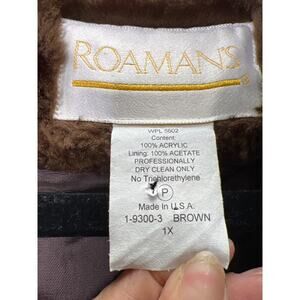 ROAMAN'S
WPL 5602
Content:
100% ACRYLIC
Lining: 100% ACETATE
PROFESSIONALLY
DRY CLEAN ONLY
No Trichlorethylene
P
Made In U.S.A.
1-9300-3 BROWN
1X